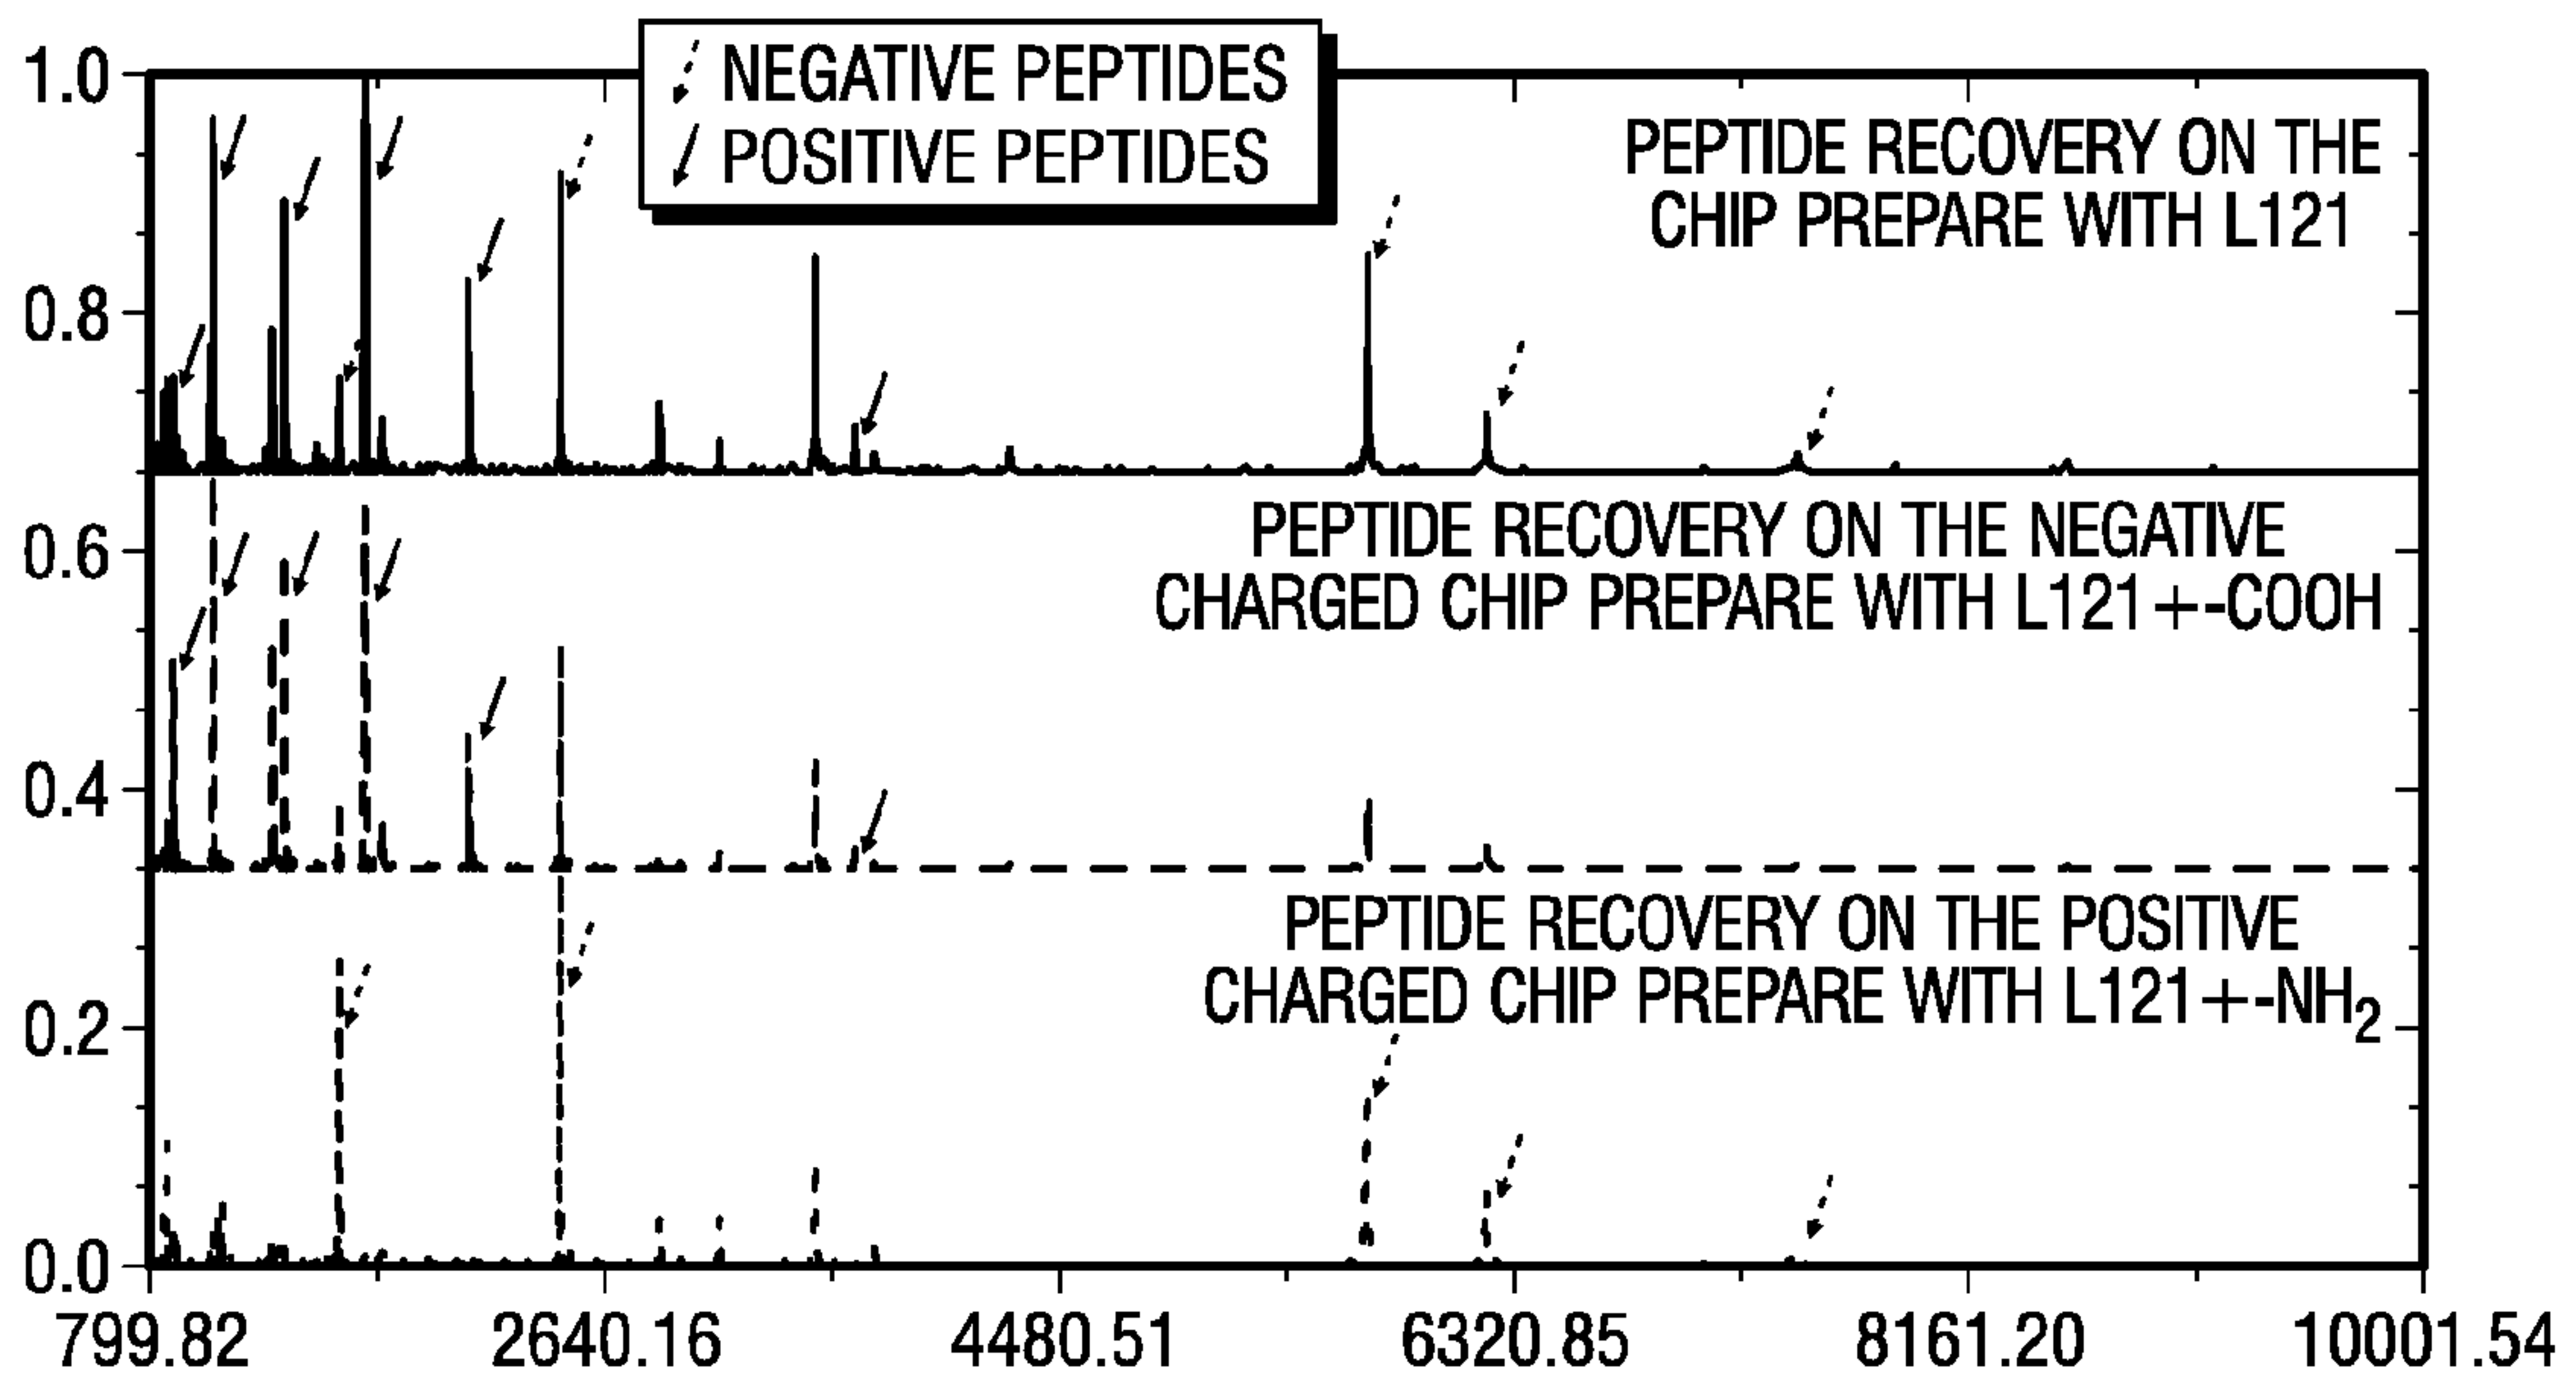 NEGATIVE PEPTIDES
POSITIVE PEPTIDES
PEPTIDE RECOVERY ON THE
CHIP PREPARE WITH L121
PEPTIDE RECOVERY ON THE NEGATIVE
CHARGED CHIP PREPARE WITH L121+-COOH
PEPTIDE RECOVERY ON THE POSITIVE
CHARGED CHIP PREPARE WITH L121+-NH₂
1.0
0.8
0.6
0.4
0.2
0.0
799.82 2640.16 4480.51 6320.85 8161.20 10001.54